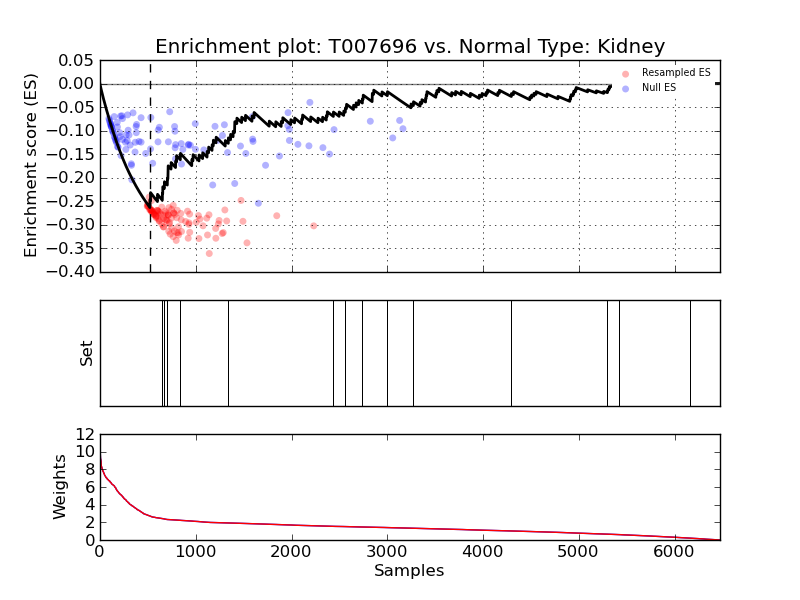 Enrichment plot: T007696 vs. Normal Type: Kidney
Enrichment score (ES)
0.05
0.00
−0.05
−0.10
−0.15
−0.20
−0.25
−0.30
−0.35
−0.40
Resampled ES
Null ES
Set
Weights
12
10
8
6
4
2
0
0 1000 2000 3000 4000 5000 6000
Samples